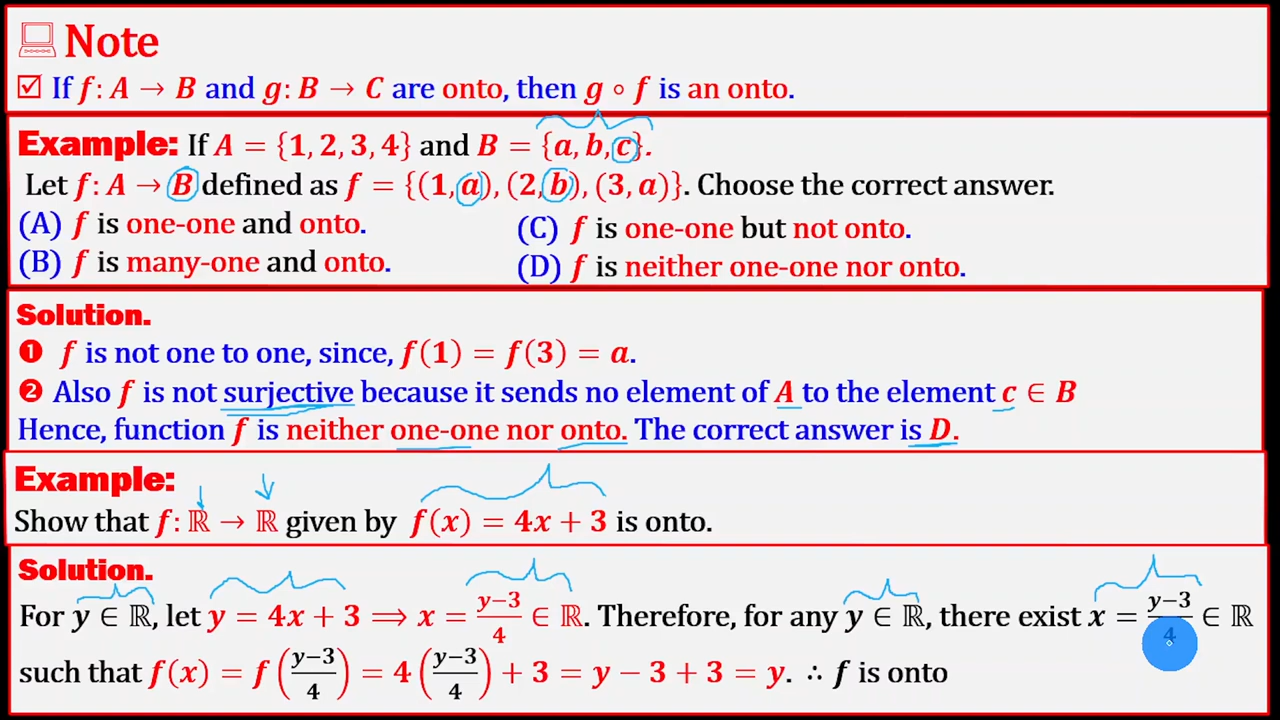 Note
☑ If f: A → B and g: B → C are onto, then g ∘ f is an onto.
Example: If A = {1, 2, 3, 4} and B = {a, b, c}.
Let f: A → B defined as f = {(1, a), (2, b), (3, a)}. Choose the correct answer.
(A) f is one-one and onto.
(B) f is many-one and onto.
(C) f is one-one but not onto.
(D) f is neither one-one nor onto.
Solution.
❶ f is not one to one, since, f(1) = f(3) = a.
❷ Also f is not surjective because it sends no element of A to the element c ∈ B
Hence, function f is neither one-one nor onto. The correct answer is D.
Example:
Show that f: ℝ → ℝ given by f(x) = 4x + 3 is onto.
Solution.
For y ∈ ℝ, let y = 4x + 3 ⟹ x = (y−3)/4 ∈ ℝ. Therefore, for any y ∈ ℝ, there exist x = (y−3)/4 ∈ ℝ
such that f(x) = f((y−3)/4) = 4((y−3)/4) + 3 = y − 3 + 3 = y. ∴ f is onto